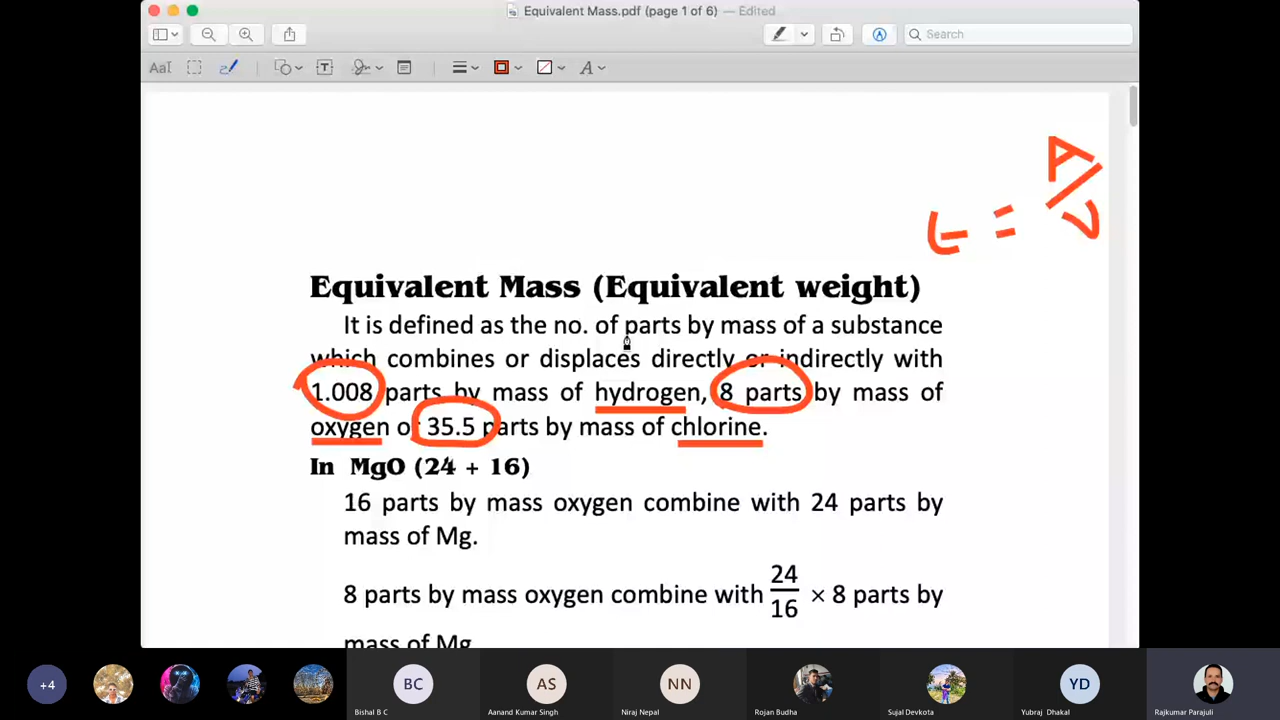 Equivalent Mass.pdf (page 1 of 6) — Edited
Search
AaI
T
A
E = A/V
Equivalent Mass (Equivalent weight)
It is defined as the no. of parts by mass of a substance
which combines or displaces directly or indirectly with
1.008 parts by mass of hydrogen, 8 parts by mass of
oxygen or 35.5 parts by mass of chlorine.
In MgO (24 + 16)
16 parts by mass oxygen combine with 24 parts by
mass of Mg.
8 parts by mass oxygen combine with 24/16 × 8 parts by
mass of Mg
+4
BC
AS
NN
YD
Bishal B C
Aanand Kumar Singh
Niraj Nepal
Rojan Budha
Sujal Devkota
Yubraj Dhakal
Rajkumar Parajuli